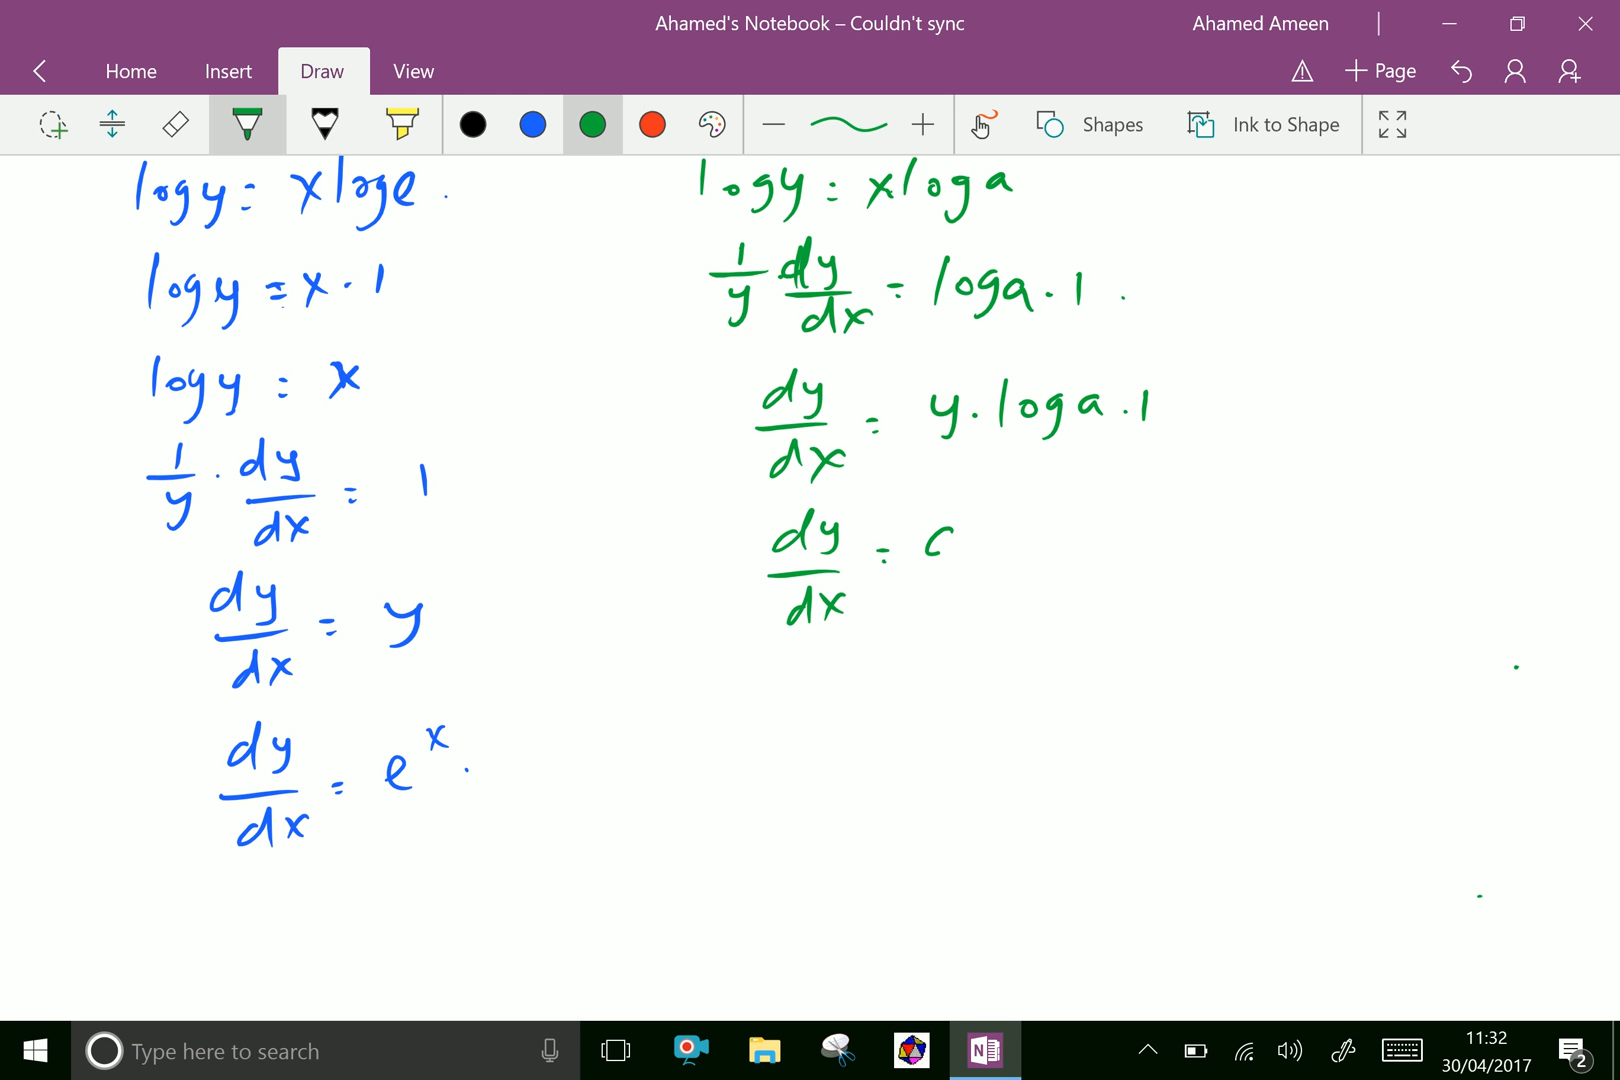 Ahamed's Notebook – Couldn't sync
Ahamed Ameen
Home Insert Draw View
Page
Shapes
Ink to Shape
log y = x log e .
log y = x · 1
log y = x
1/y · dy/dx = 1
dy/dx = y
dy/dx = e^x .
log y = x log a
1/y dy/dx = log a · 1 .
dy/dx = y · log a · 1
dy/dx =
Type here to search
N
11:32
30/04/2017
2